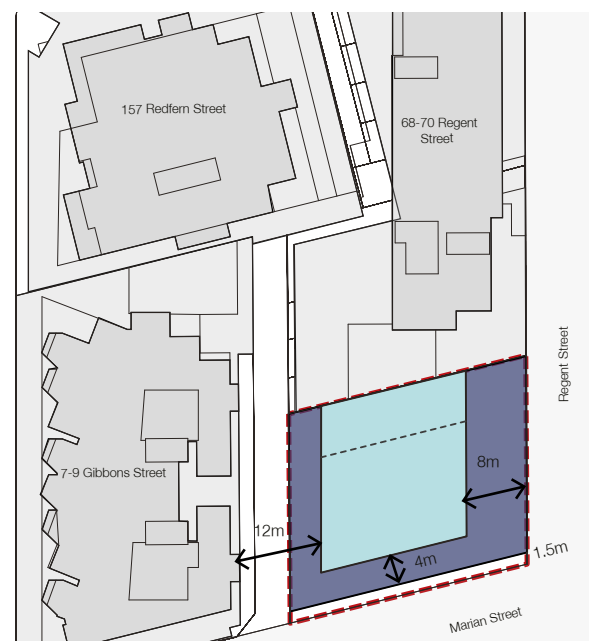 157 Redfern Street
68-70 Regent
Street
Regent Street
7-9 Gibbons Street
8m
12m
4m
1.5m
Marian Street